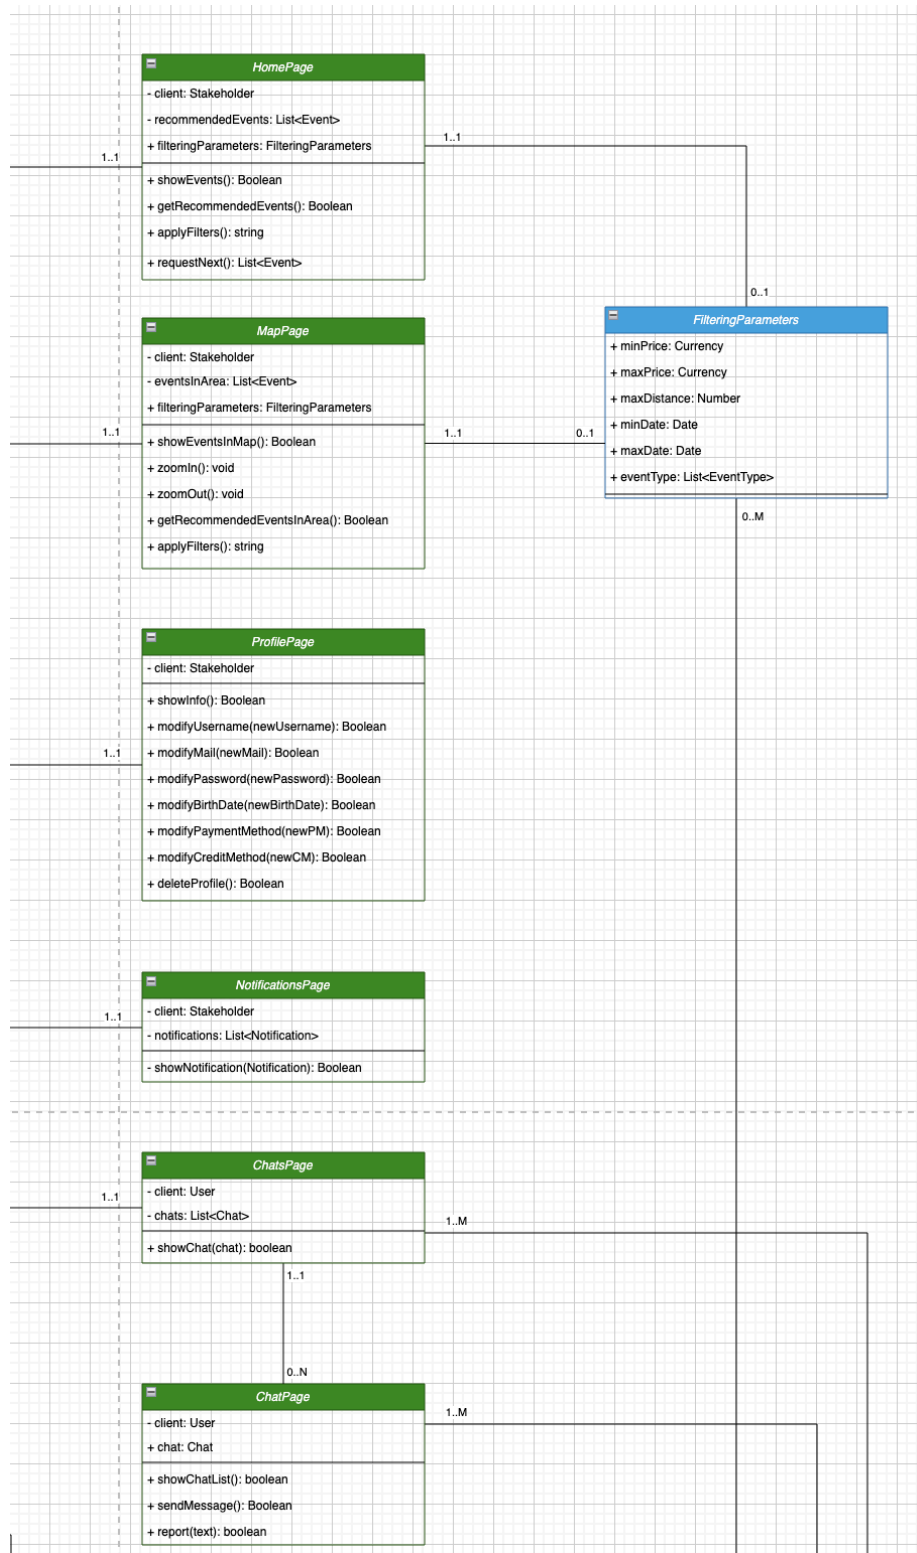 HomePage
- client: Stakeholder
- recommendedEvents: List<Event>
+ filteringParameters: FilteringParameters
1..1
1..1
+ showEvents(): Boolean
+ getRecommendedEvents(): Boolean
+ applyFilters(): string
+ requestNext(): List<Event>
0..1
FilteringParameters
+ minPrice: Currency
+ maxPrice: Currency
+ maxDistance: Number
+ minDate: Date
+ maxDate: Date
+ eventType: List<EventType>
0..M
MapPage
- client: Stakeholder
- eventsInArea: List<Event>
+ filteringParameters: FilteringParameters
1..1
1..1
0..1
+ showEventsInMap(): Boolean
+ zoomIn(): void
+ zoomOut(): void
+ getRecommendedEventsInArea(): Boolean
+ applyFilters(): string
ProfilePage
- client: Stakeholder
+ showInfo(): Boolean
+ modifyUsername(newUsername): Boolean
+ modifyMail(newMail): Boolean
1..1
+ modifyPassword(newPassword): Boolean
+ modifyBirthDate(newBirthDate): Boolean
+ modifyPaymentMethod(newPM): Boolean
+ modifyCreditMethod(newCM): Boolean
+ deleteProfile(): Boolean
NotificationsPage
- client: Stakeholder
1..1
- notifications: List<Notification>
- showNotification(Notification): Boolean
ChatsPage
- client: User
1..1
- chats: List<Chat>
1..M
+ showChat(chat): boolean
1..1
0..N
ChatPage
1..M
- client: User
+ chat: Chat
+ showChatList(): boolean
+ sendMessage(): Boolean
+ report(text): boolean